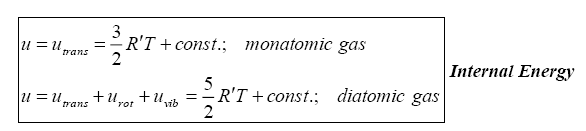 u = u_trans = 3/2 R'T + const.; monatomic gas
u = u_trans + u_rot + u_vib = 5/2 R'T + const.; diatomic gas
Internal Energy